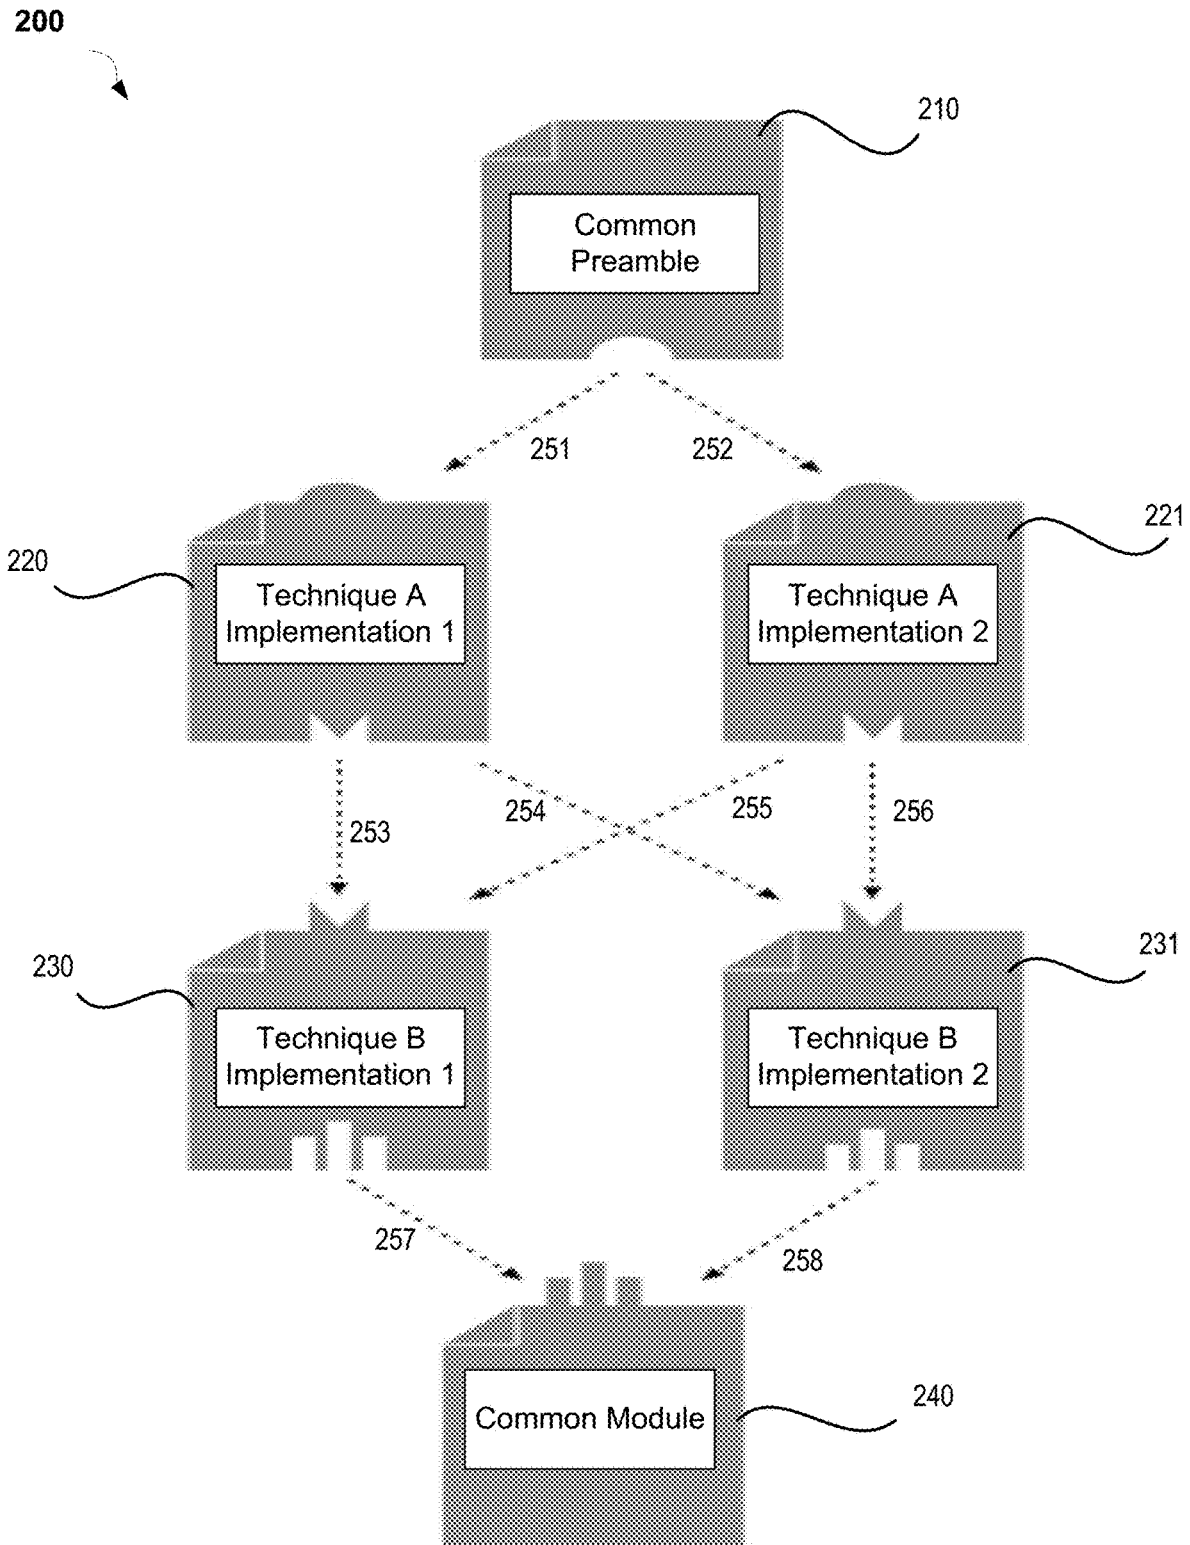 200
210
Common
Preamble
251
252
220
221
Technique A
Implementation 1
Technique A
Implementation 2
253
254
255
256
230
231
Technique B
Implementation 1
Technique B
Implementation 2
257
258
240
Common Module